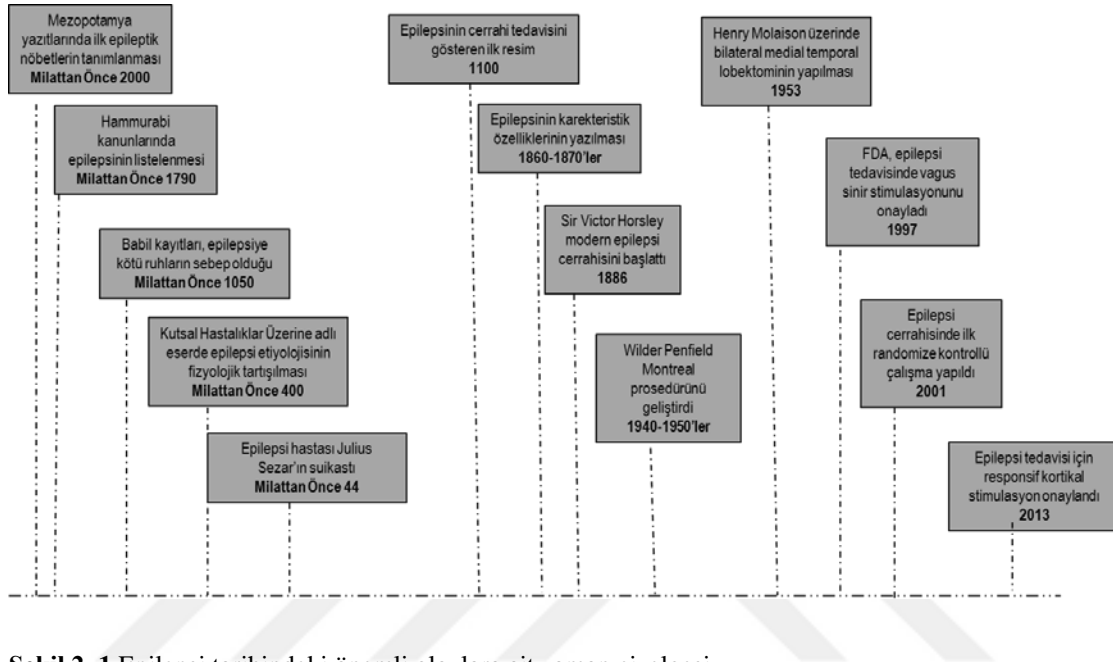 Mezopotamya
yazıtlarında ilk epileptik
nöbetlerin tanımlanması
Milattan Önce 2000
Hammurabi
kanunlarında
epilepsinin listelenmesi
Milattan Önce 1790
Babil kayıtları, epilepsiye
kötü ruhların sebep olduğu
Milattan Önce 1050
Kutsal Hastalıklar Üzerine adlı
eserde epilepsi etiyolojisinin
fizyolojik tartışılması
Milattan Önce 400
Epilepsi hastası Julius
Sezar'ın suikastı
Milattan Önce 44
Epilepsinin cerrahi tedavisini
gösteren ilk resim
1100
Epilepsinin karekteristik
özelliklerinin yazılması
1860-1870'ler
Sir Victor Horsley
modern epilepsi
cerrahisini başlattı
1886
Wilder Penfield
Montreal
prosedürünü
geliştirdi
1940-1950'ler
Henry Molaison üzerinde
bilateral medial temporal
lobektominin yapılması
1953
FDA, epilepsi
tedavisinde vagus
sinir stimulasyonunu
onayladı
1997
Epilepsi
cerrahisinde ilk
randomize kontrollü
çalışma yapıldı
2001
Epilepsi tedavisi için
responsif kortikal
stimulasyon onaylandı
2013